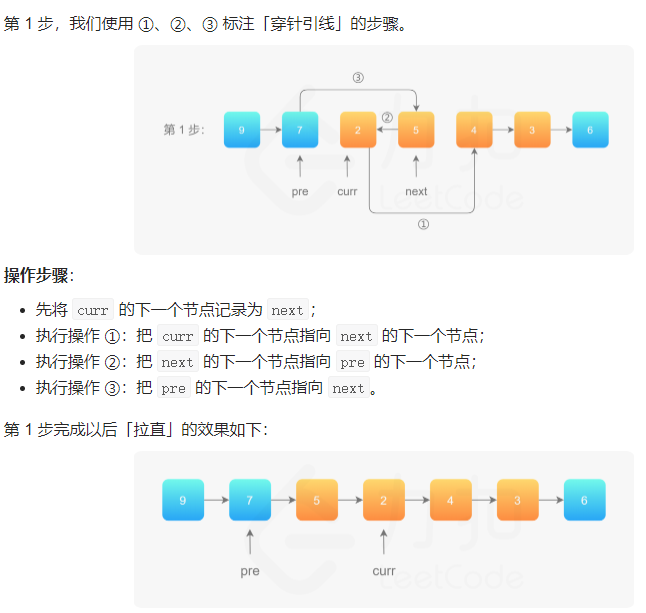 第 1 步，我们使用 ①、②、③ 标注「穿针引线」的步骤。
③
第 1 步：
9
7
2
②
5
4
3
6
pre
curr
next
LeetCode
①
操作步骤：
先将 curr 的下一个节点记录为 next；
执行操作 ①：把 curr 的下一个节点指向 next 的下一个节点；
执行操作 ②：把 next 的下一个节点指向 pre 的下一个节点；
执行操作 ③：把 pre 的下一个节点指向 next。
第 1 步完成以后「拉直」的效果如下：
9
7
5
2
4
3
6
pre
curr
LeetCode